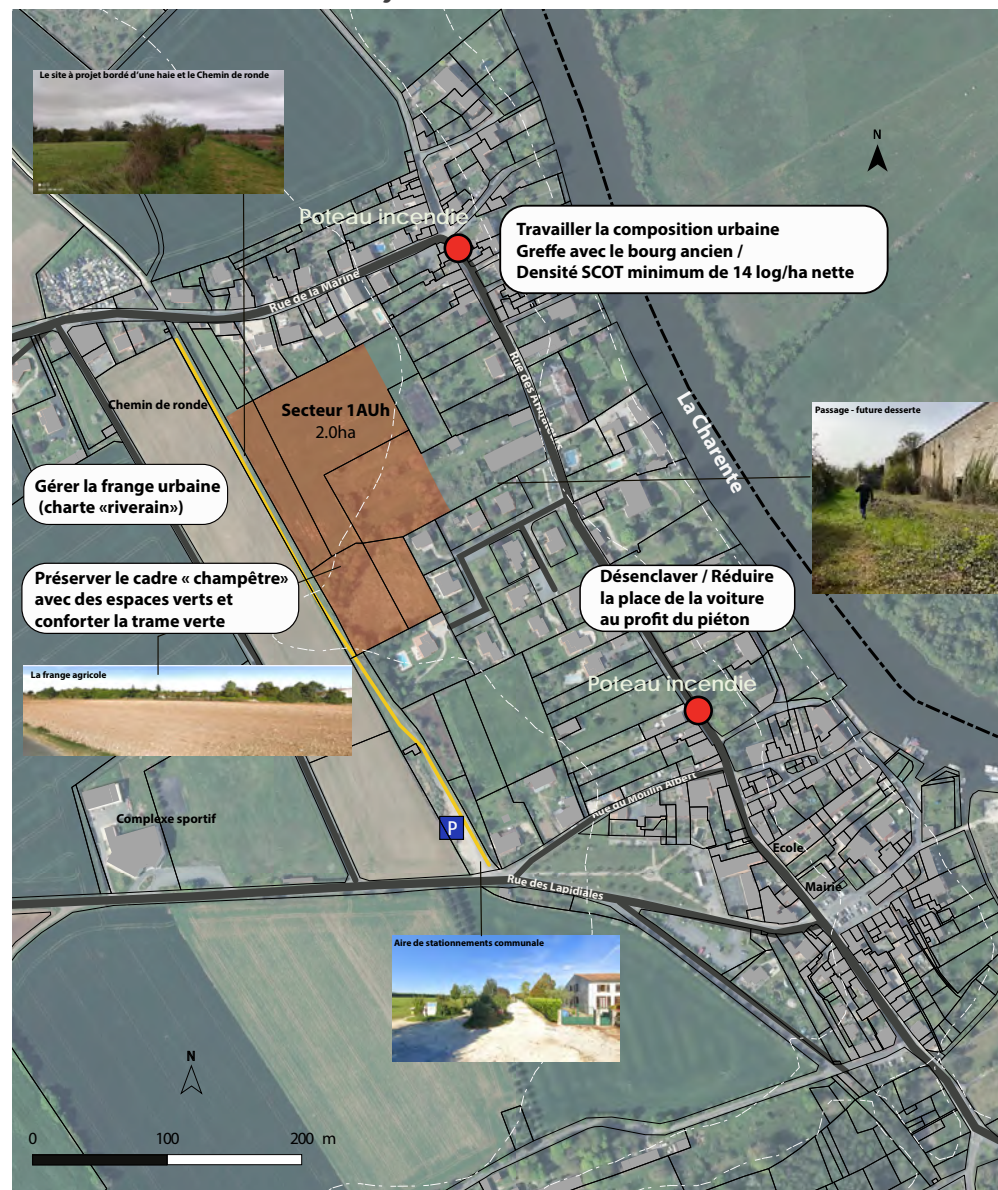 Le site à projet bordé d'une haie et le Chemin de ronde
N
Poteau incendie
Travailler la composition urbaine
Greffe avec le bourg ancien /
Densité SCOT minimum de 14 log/ha nette
Rue de la Marine
Chemin de ronde
Secteur 1AUh
2.0ha
La Charente
Passage - future desserte
Gérer la frange urbaine
(charte «riverain»)
Préserver le cadre « champêtre»
avec des espaces verts et
conforter la trame verte
Désenclaver / Réduire
la place de la voiture
au profit du piéton
La frange agricole
Poteau incendie
Rue du Moulin Albert
Complexe sportif
P
Ecole
Mairie
Rue des Lapidiales
Aire de stationnements communale
N
0 100 200 m